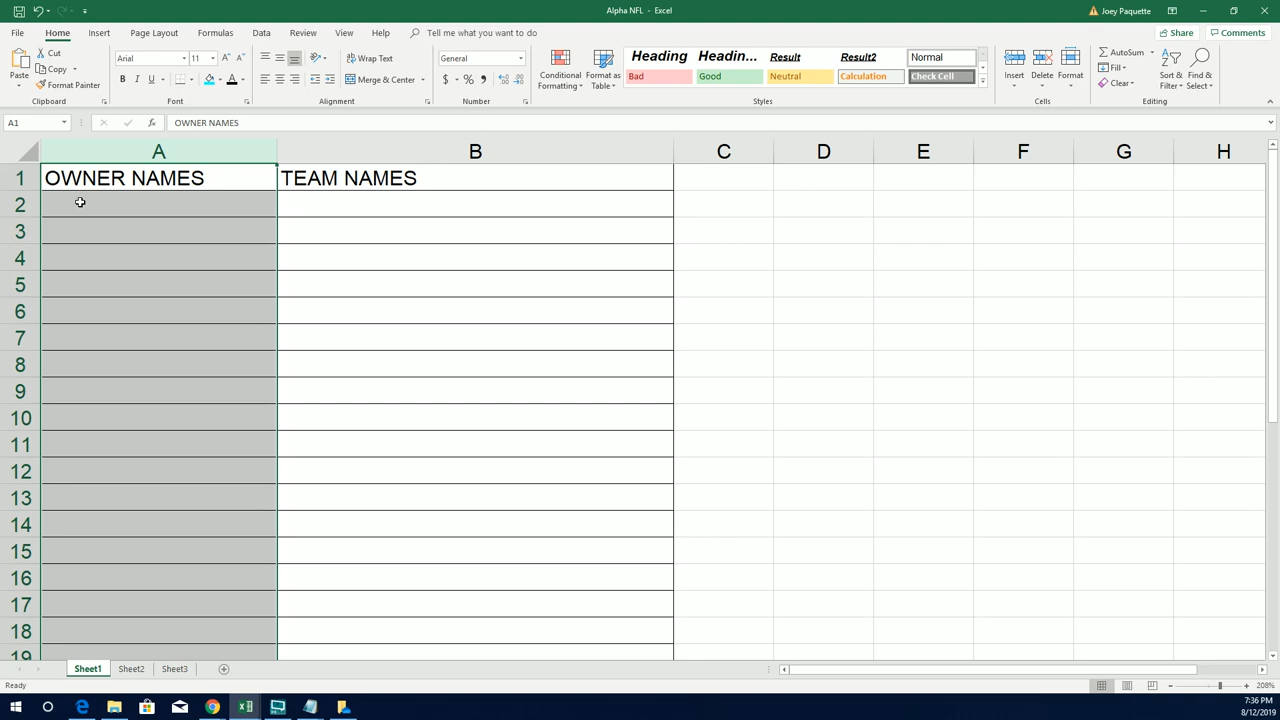 Alpha NFL - Excel
Joey Paquette
File Home Insert Page Layout Formulas Data Review View Help Tell me what you want to do
Share Comments
Paste
Cut
Copy
Format Painter
Clipboard
Arial 11
B I U
Font
Wrap Text
Merge & Center
Alignment
General
$ % ,
Number
Conditional Formatting
Format as Table
Heading Headin... Result Result2 Normal
Bad Good Neutral Calculation Check Cell
Styles
Insert Delete Format
Cells
AutoSum
Fill
Clear
Sort & Filter
Find & Select
Editing
A1 fx OWNER NAMES
A B C D E F G H
1 OWNER NAMES TEAM NAMES
2
3
4
5
6
7
8
9
10
11
12
13
14
15
16
17
18
19
Sheet1 Sheet2 Sheet3
Ready
208%
7:36 PM
8/12/2019